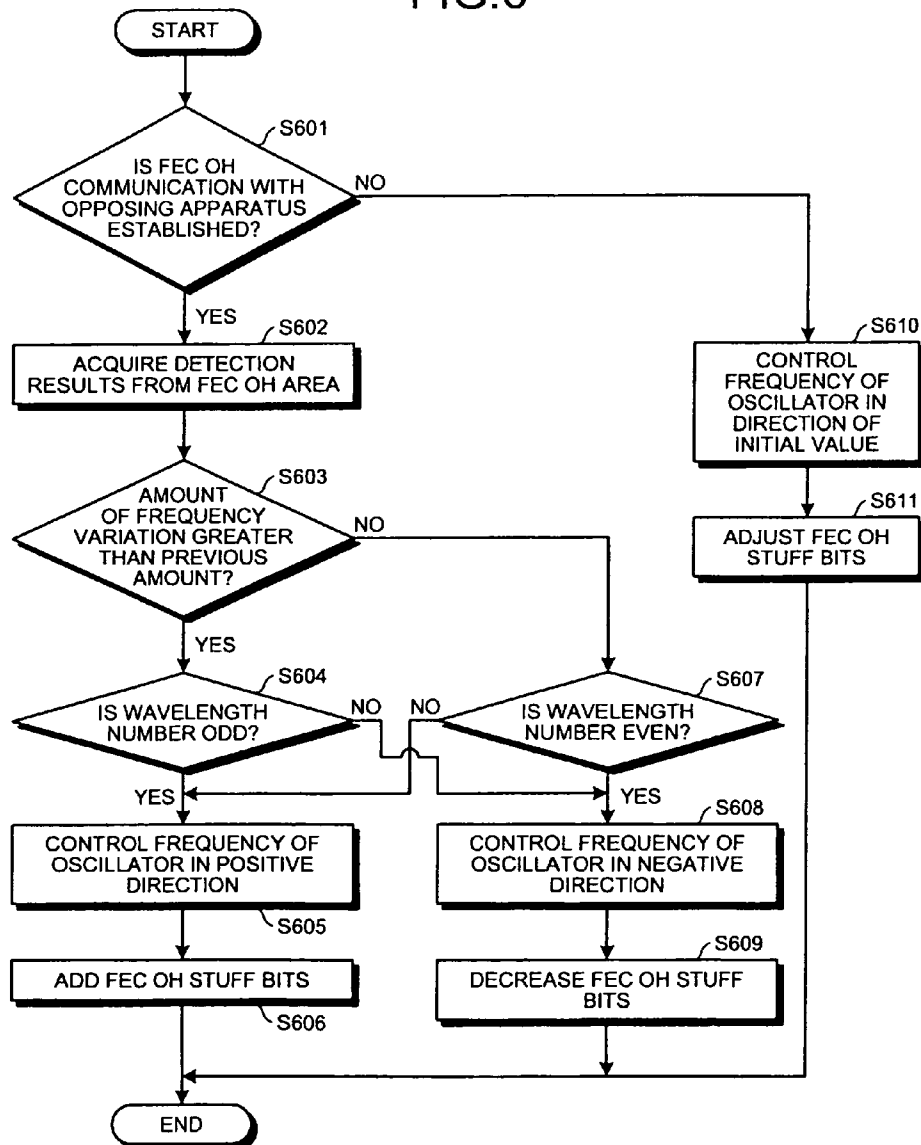 FIG.6
START
S601
IS FEC OH
COMMUNICATION WITH
OPPOSING APPARATUS
ESTABLISHED?
NO
YES
S602
ACQUIRE DETECTION
RESULTS FROM FEC OH AREA
S610
CONTROL
FREQUENCY OF
OSCILLATOR IN
DIRECTION OF
INITIAL VALUE
S603
AMOUNT
OF FREQUENCY
VARIATION GREATER
THAN PREVIOUS
AMOUNT?
NO
YES
S611
ADJUST FEC OH
STUFF BITS
S604
IS WAVELENGTH
NUMBER ODD?
NO
YES
S607
NO
IS WAVELENGTH
NUMBER EVEN?
YES
CONTROL FREQUENCY OF
OSCILLATOR IN POSITIVE
DIRECTION
S605
S608
CONTROL FREQUENCY OF
OSCILLATOR IN NEGATIVE
DIRECTION
ADD FEC OH STUFF BITS
S606
S609
DECREASE FEC OH STUFF
BITS
END